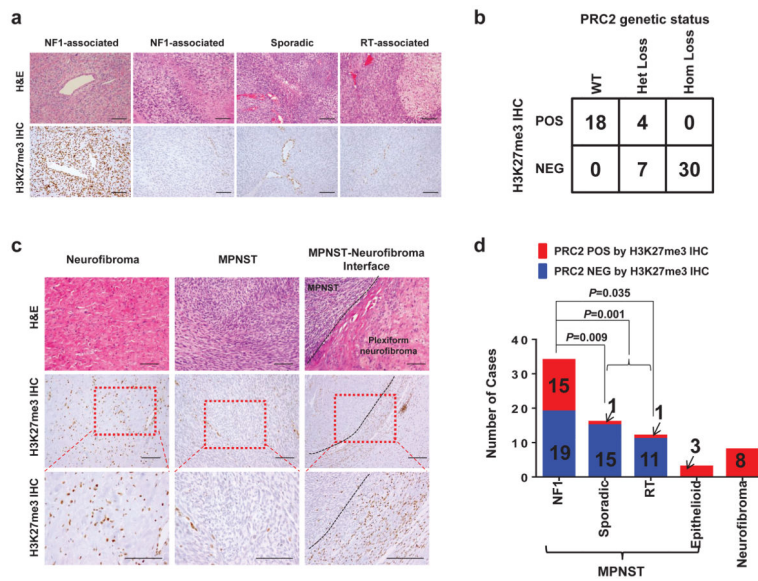 a
NF1-associated
NF1-associated
Sporadic
RT-associated
H&E
H3K27me3 IHC
b
PRC2 genetic status
WT
Het Loss
Hom Loss
H3K27me3 IHC
POS
18
4
0
NEG
0
7
30
c
Neurofibroma
MPNST
MPNST-Neurofibroma
Interface
H&E
MPNST
Plexiform
neurofibroma
H3K27me3 IHC
H3K27me3 IHC
d
PRC2 POS by H3K27me3 IHC
PRC2 NEG by H3K27me3 IHC
P=0.035
P=0.001
P=0.009
Number of Cases
40
30
20
10
0
15
19
1
15
1
11
3
8
NF1
Sporadic
RT
Epithelioid
Neurofibroma
MPNST